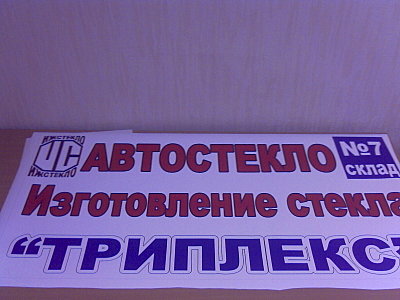 ИЖСТЕКЛО
ИС
ИЖСТЕКЛО
АВТОСТЕКЛО
№7
склад
Изготовление стекла
“ТРИПЛЕКС”